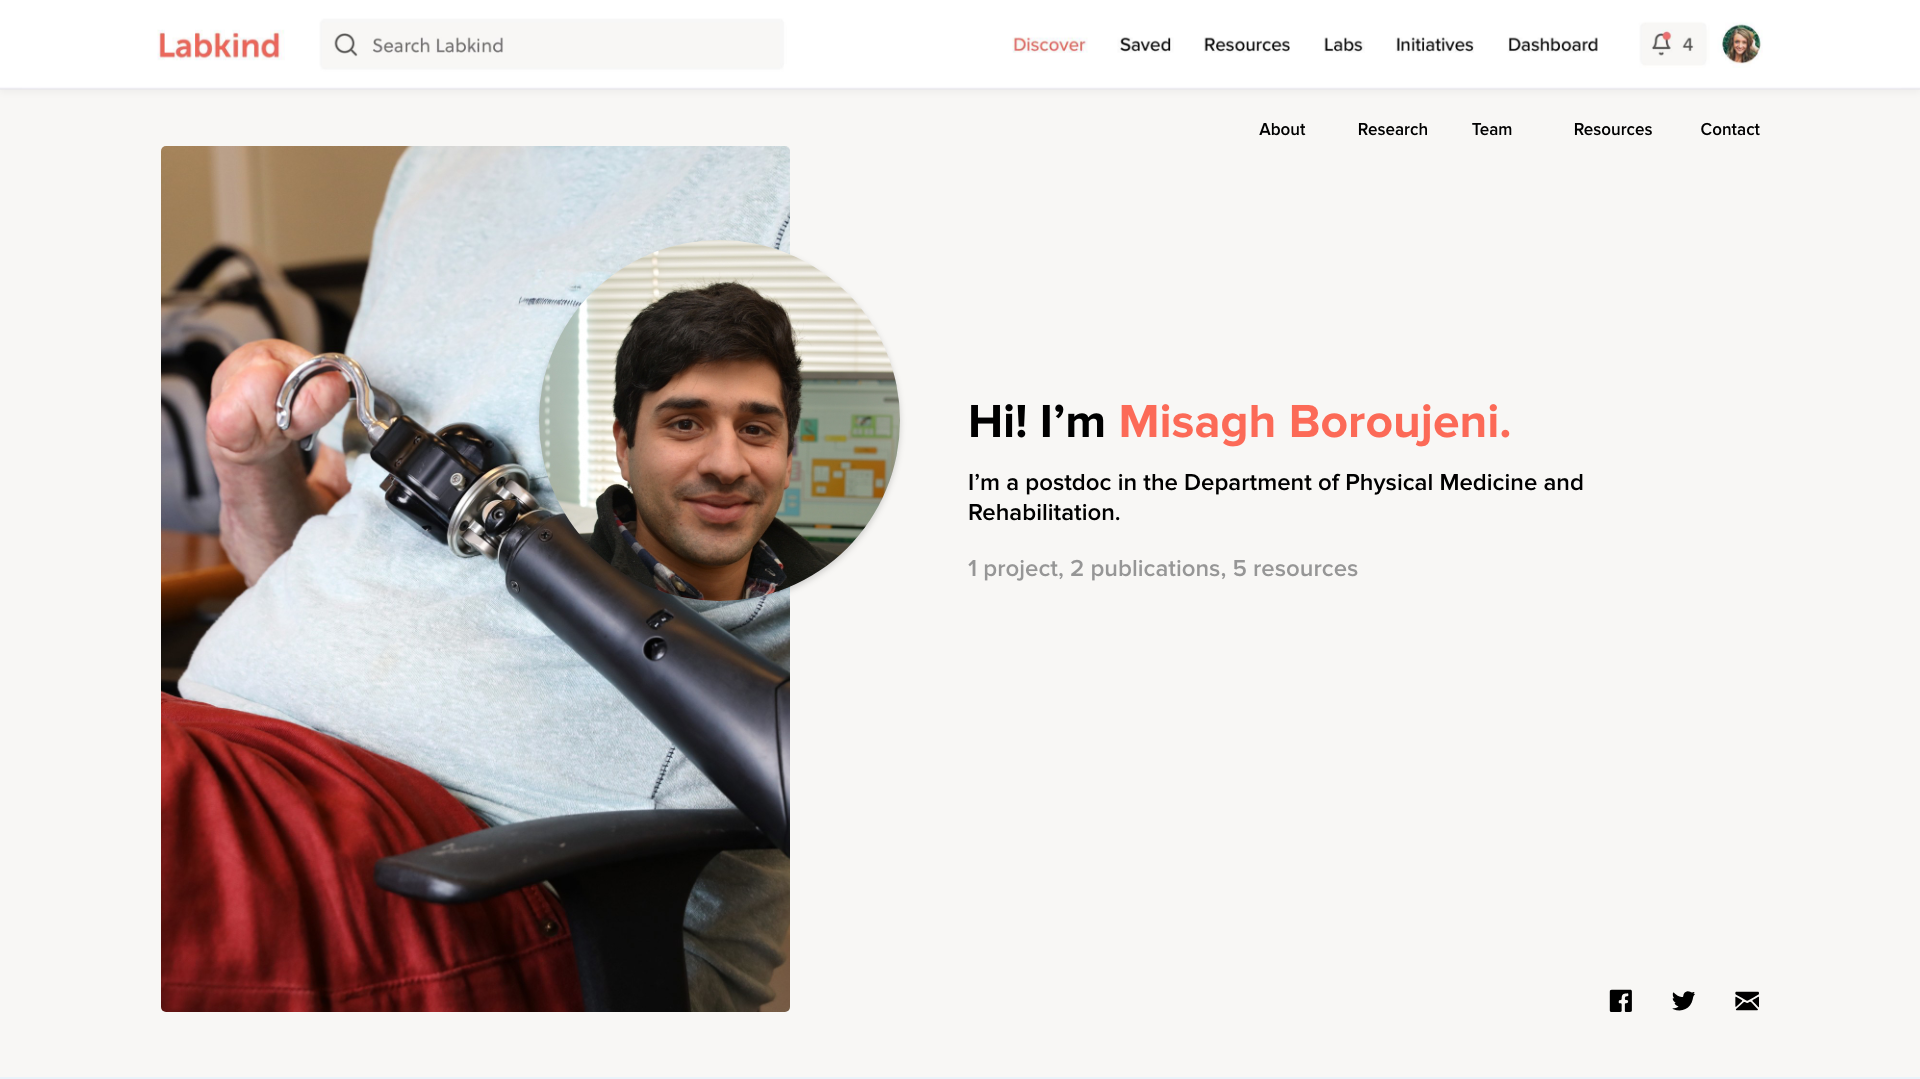 Labkind
Search Labkind
Discover
Saved
Resources
Labs
Initiatives
Dashboard
4
About
Research
Team
Resources
Contact
Hi! I’m Misagh Boroujeni.
I’m a postdoc in the Department of Physical Medicine and
Rehabilitation.
1 project, 2 publications, 5 resources